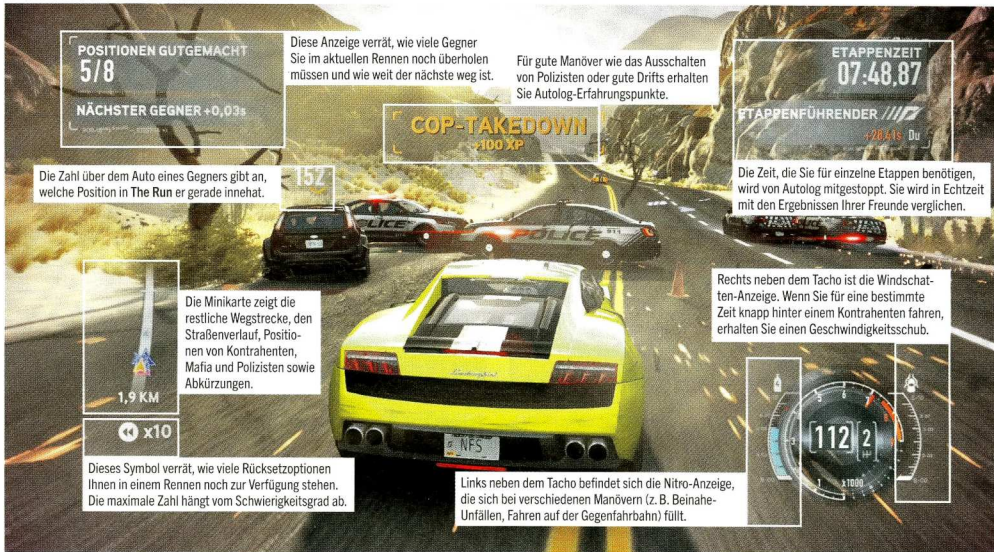 POSITIONEN GUTGEMACHT
5/8
NÄCHSTER GEGNER +0,03s
Diese Anzeige verrät, wie viele Gegner
Sie im aktuellen Rennen noch überholen
müssen und wie weit der nächste weg ist.
Für gute Manöver wie das Ausschalten
von Polizisten oder gute Drifts erhalten
Sie Autolog-Erfahrungspunkte.
COP-TAKEDOWN
+100 XP
ETAPPENZEIT
07:48.87
ETAPPENFÜHRENDER
Du
Die Zahl über dem Auto eines Gegners gibt an,
welche Position in The Run er gerade innehat.
152
Die Zeit, die Sie für einzelne Etappen benötigen,
wird von Autolog mitgestoppt. Sie wird in Echtzeit
mit den Ergebnissen Ihrer Freunde verglichen.
POLICE
911
Die Minikarte zeigt die
restliche Wegstrecke, den
Straßenverlauf, Positio-
nen von Kontrahenten,
Mafia und Polizisten sowie
Abkürzungen.
1,9 KM
x10
Rechts neben dem Tacho ist die Windschat-
ten-Anzeige. Wenn Sie für eine bestimmte
Zeit knapp hinter einem Kontrahenten fahren,
erhalten Sie einen Geschwindigkeitsschub.
Lamborghini
NFS
5 6 7
3
112 2
1 x1000
Dieses Symbol verrät, wie viele Rücksetzoptionen
Ihnen in einem Rennen noch zur Verfügung stehen.
Die maximale Zahl hängt vom Schwierigkeitsgrad ab.
Links neben dem Tacho befindet sich die Nitro-Anzeige,
die sich bei verschiedenen Manövern (z. B. Beinahe-
Unfällen, Fahren auf der Gegenfahrbahn) füllt.